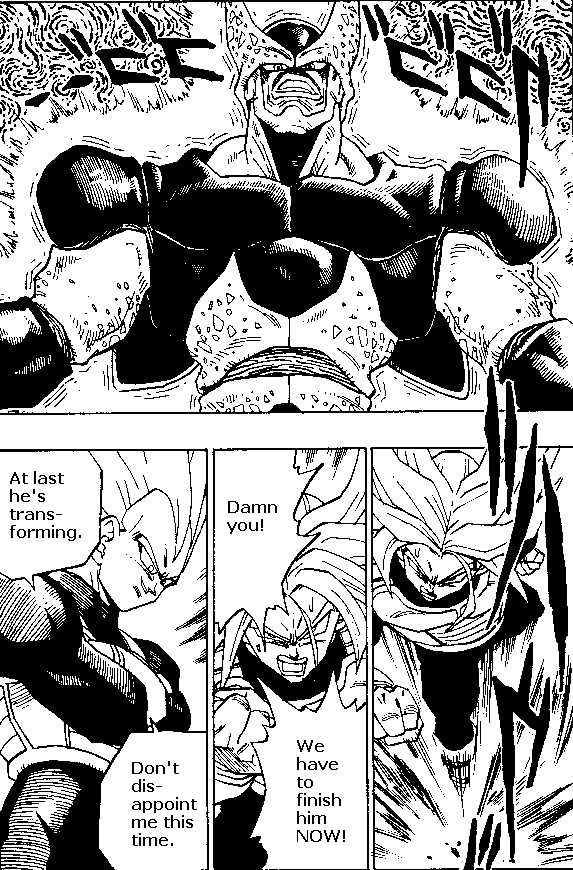 At last
he's
trans-
forming.
Don't
dis-
appoint
me this
time.
Damn
you!
We
have
to
finish
him
NOW!